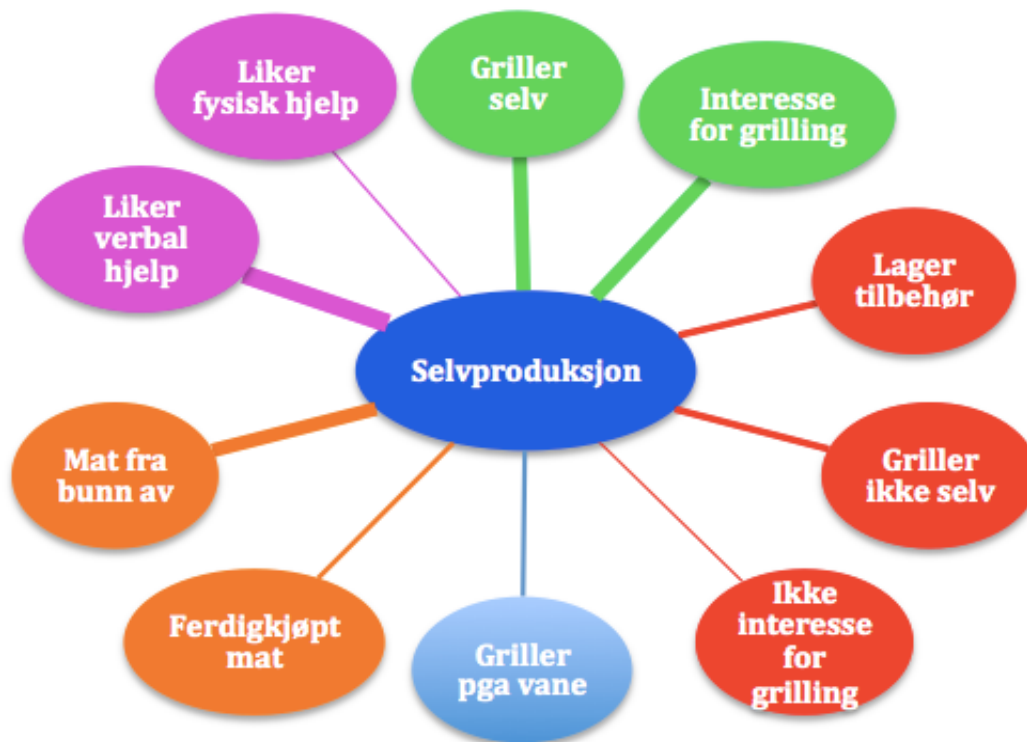 Liker
fysisk hjelp
Griller
selv
Interesse
for grilling
Liker
verbal
hjelp
Lager
tilbehør
Selvproduksjon
Mat fra
bunn av
Griller
ikke selv
Ferdigkjøpt
mat
Griller
pga vane
Ikke
interesse
for
grilling